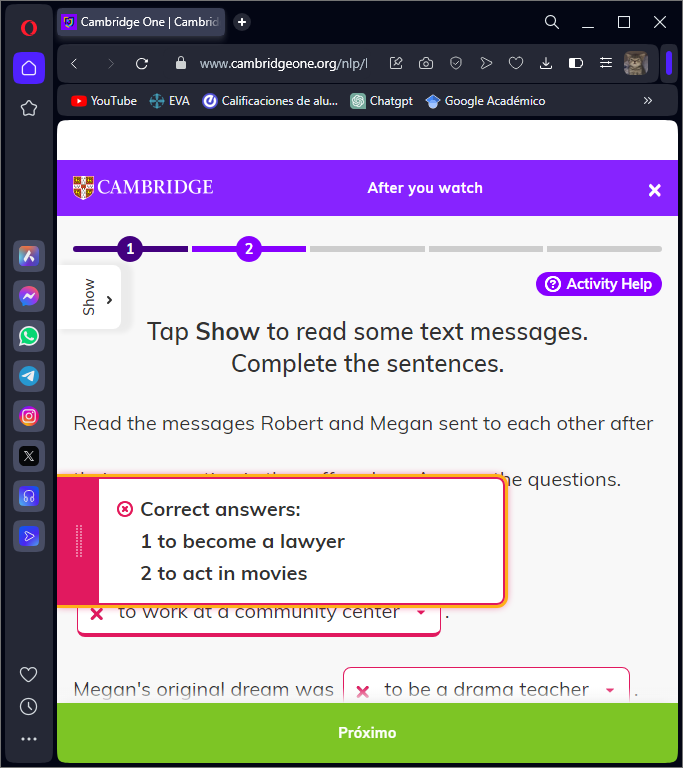 Cambridge One | Cambrid
www.cambridgeone.org/nlp/l
YouTube
EVA
Calificaciones de alu...
Chatgpt
Google Académico
CAMBRIDGE
After you watch
1
2
Show
Activity Help
Tap Show to read some text messages.
Complete the sentences.
Read the messages Robert and Megan sent to each other after
the questions.
Correct answers:
1 to become a lawyer
2 to act in movies
to work at a community center .
Megan's original dream was to be a drama teacher .
Próximo